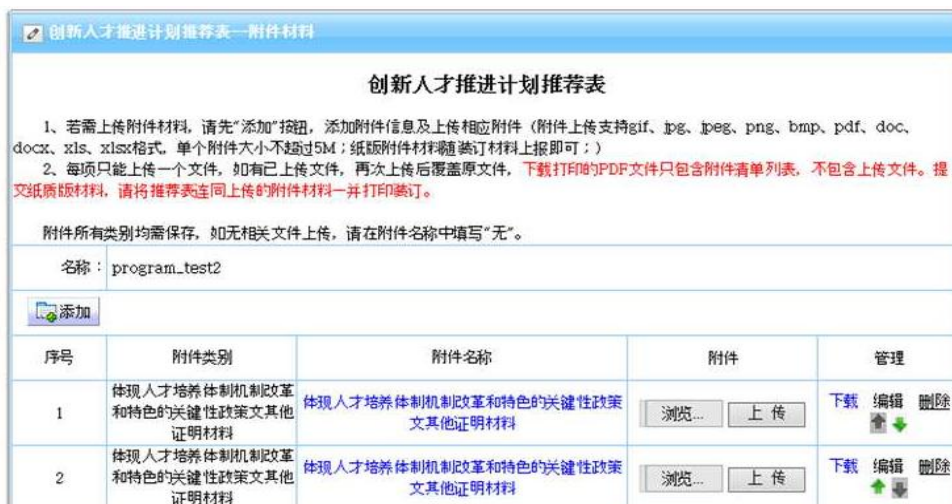 创新人才推进计划推荐表--附件材料
创新人才推进计划推荐表
1、若需上传附件材料，请先“添加”按钮，添加附件信息及上传相应附件（附件上传支持gif、jpg、jpeg、png、bmp、pdf、doc、
docx、xls、xlsx格式，单个附件大小不超过5M；纸版附件材料随装订材料上报即可；）
2、每项只能上传一个文件，如有已上传文件，再次上传后覆盖原文件，下载打印的PDF文件只包含附件清单列表，不包含上传文件。提
交纸质版材料，请将推荐表连同上传的附件材料一并打印装订。
附件所有类别均需保存，如无相关文件上传，请在附件名称中填写“无”。
名称： program_test2
添加
序号 附件类别 附件名称 附件 管理
体现人才培养体制机制改革
和特色的关键性政策文其他
证明材料
1 体现人才培养体制机制改革和特色的关键性政策
文其他证明材料
浏览... 上 传 下载 编辑 删除
体现人才培养体制机制改革
和特色的关键性政策文其他
证明材料
2 体现人才培养体制机制改革和特色的关键性政策
文其他证明材料
浏览... 上 传 下载 编辑 删除